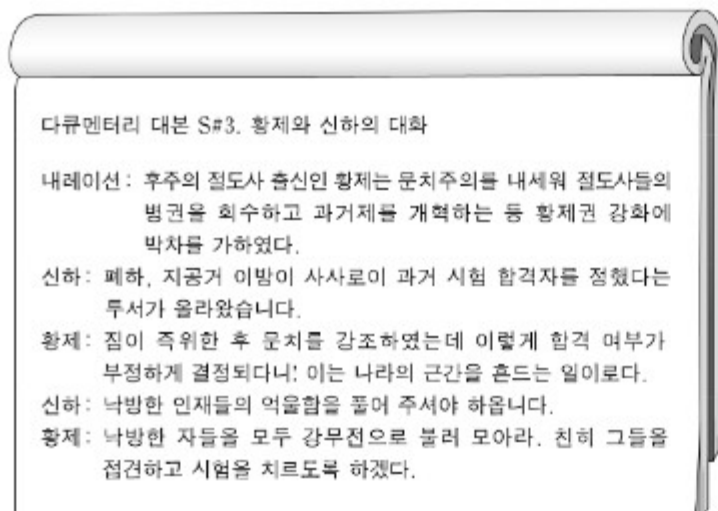 다큐멘터리 대본 S#3. 황제와 신하의 대화
내레이션 : 후주의 절도사 출신인 황제는 문치주의를 내세워 절도사들의
병권을 회수하고 과거제를 개혁하는 등 황제권 강화에
박차를 가하였다.
신하 : 폐하, 지공거 이방이 사사로이 과거 시험 합격자를 정했다는
투서가 올라왔습니다.
황제 : 짐이 즉위한 후 문치를 강조하였는데 이렇게 합격 여부가
부정하게 결정되다니! 이는 나라의 근간을 흔드는 일이로다.
신하 : 낙방한 인재들의 억울함을 풀어 주셔야 하옵니다.
황제 : 낙방한 자들을 모두 강무전으로 불러 모아라. 친히 그들을
접견하고 시험을 치르도록 하겠다.